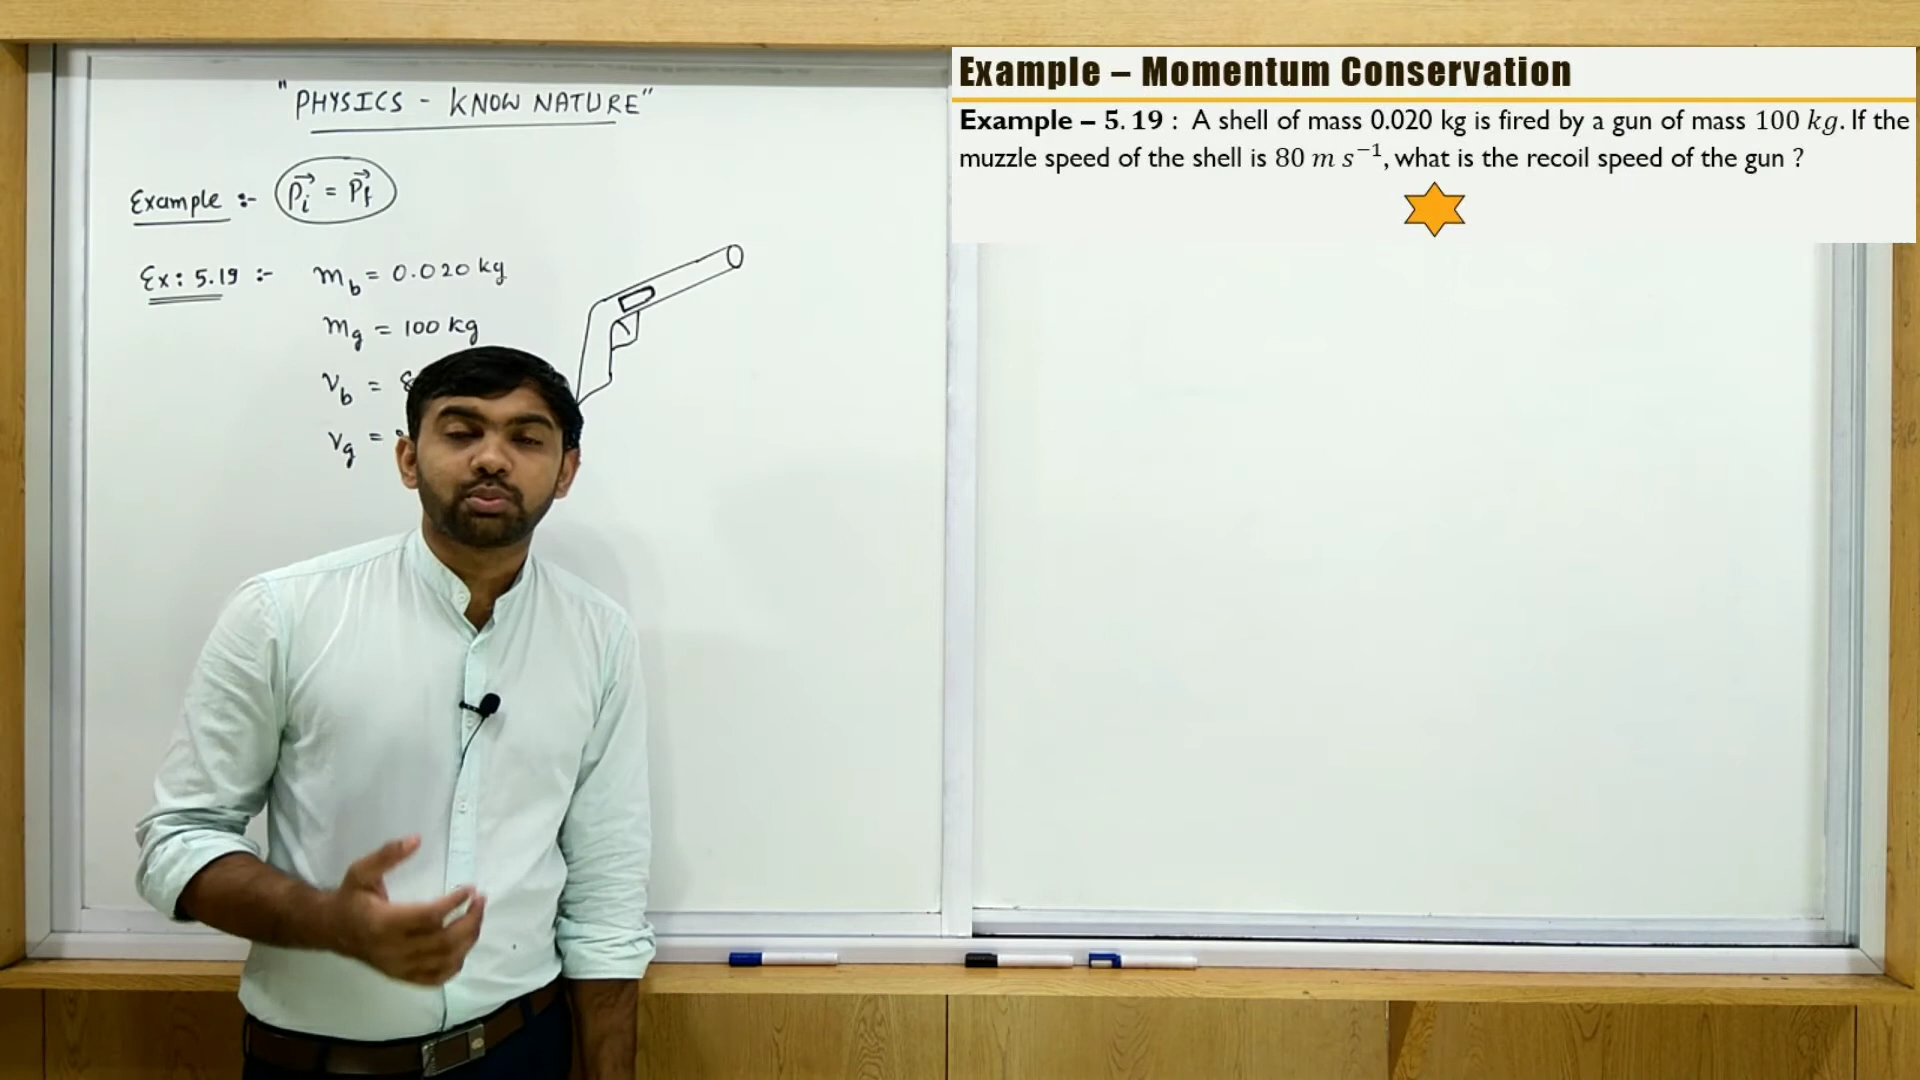 "PHYSICS - KNOW NATURE"
Example :- P⃗i = P⃗f
Ex: 5.19 :- mb = 0.020 kg
mg = 100 kg
vb = 8
vg =
Example – Momentum Conservation
Example – 5.19 : A shell of mass 0.020 kg is fired by a gun of mass 100 kg. If the
muzzle speed of the shell is 80 m s⁻¹, what is the recoil speed of the gun ?